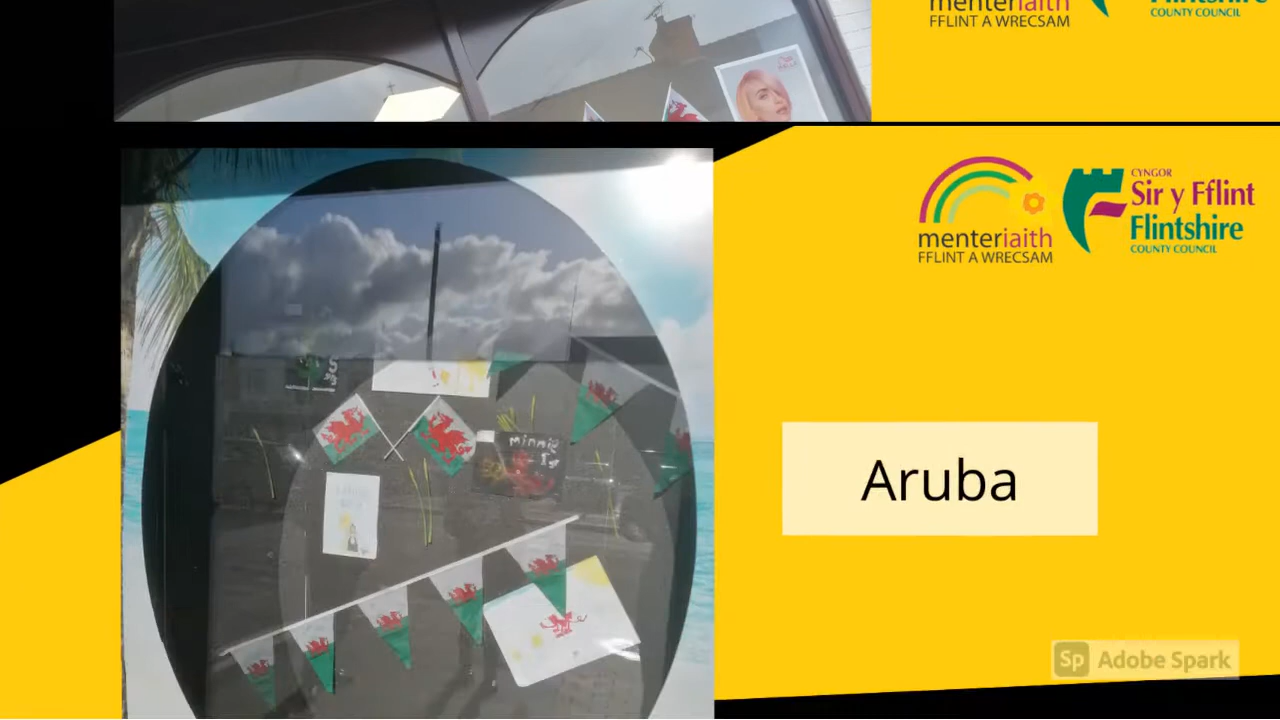 menteriaith
FFLINT A WRECSAM
Flintshire
COUNTY COUNCIL
menteriaith
FFLINT A WRECSAM
CYNGOR
Sir y Fflint
Flintshire
COUNTY COUNCIL
minnie
Aruba
Sp Adobe Spark